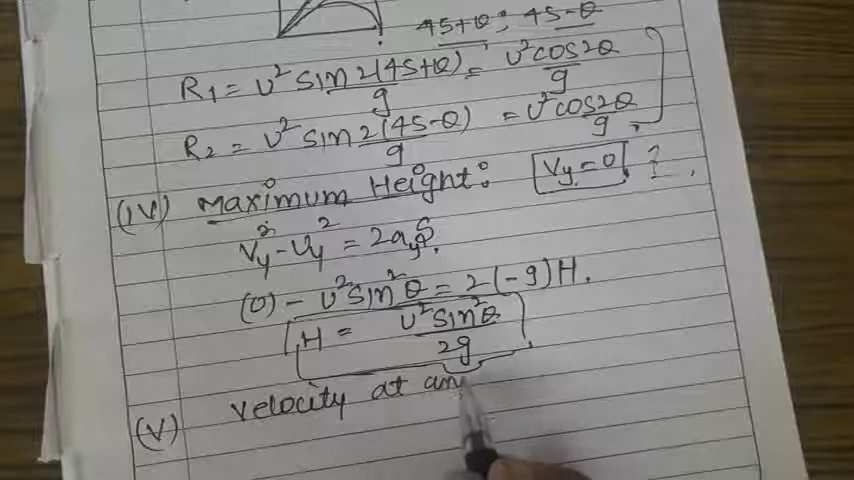 45+θ ; 45-θ
R1 = U² sin 2(45+θ)/g = U² cos2θ/g
R2 = U² sin 2(45-θ)/g = U² cos2θ/g
(iv) Maximum Height: Vy=0 ?
Vy² - Uy² = 2ayS.
(0) - U² sin²θ = 2(-g)H.
H = U² sin²θ/2g
(v) velocity at an